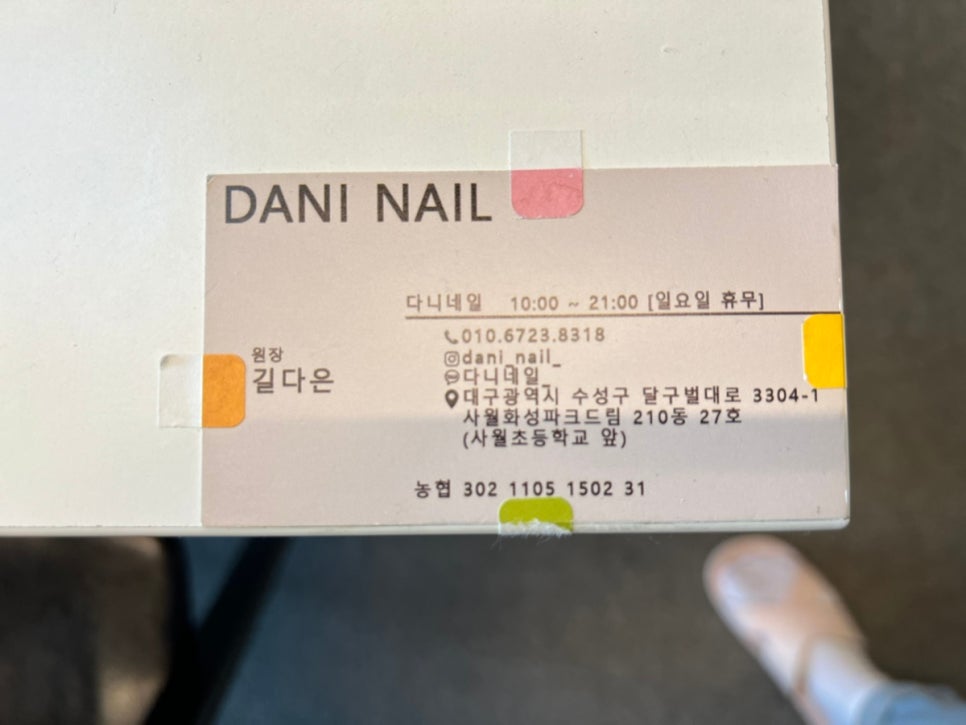 DANI NAIL
다니네일 10:00 ~ 21:00 [일요일 휴무]
010.6723.8318
dani_nail_
다니네일_
대구광역시 수성구 달구벌대로 3304-1
사월화성파크드림 210동 27호
(사월초등학교 앞)
원장
길다은
농협 302 1105 1502 31